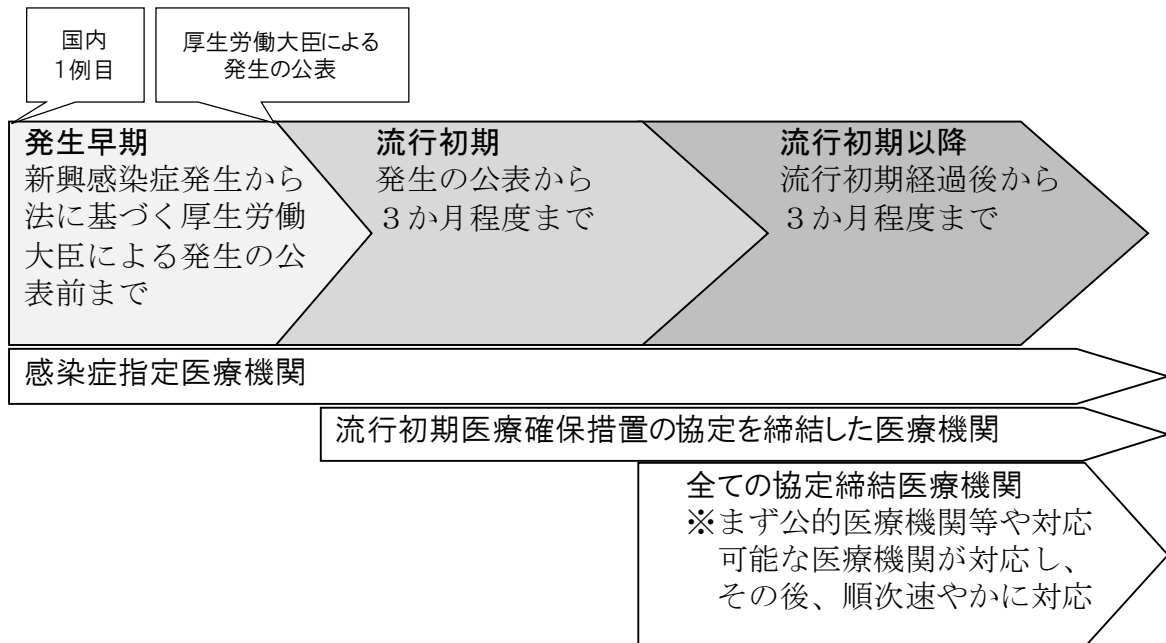 国内
1例目
厚生労働大臣による
発生の公表
発生早期
新興感染症発生から
法に基づく厚生労働
大臣による発生の公
表前まで
流行初期
発生の公表から
３か月程度まで
流行初期以降
流行初期経過後から
３か月程度まで
感染症指定医療機関
流行初期医療確保措置の協定を締結した医療機関
全ての協定締結医療機関
※まず公的医療機関等や対応
可能な医療機関が対応し、
その後、順次速やかに対応